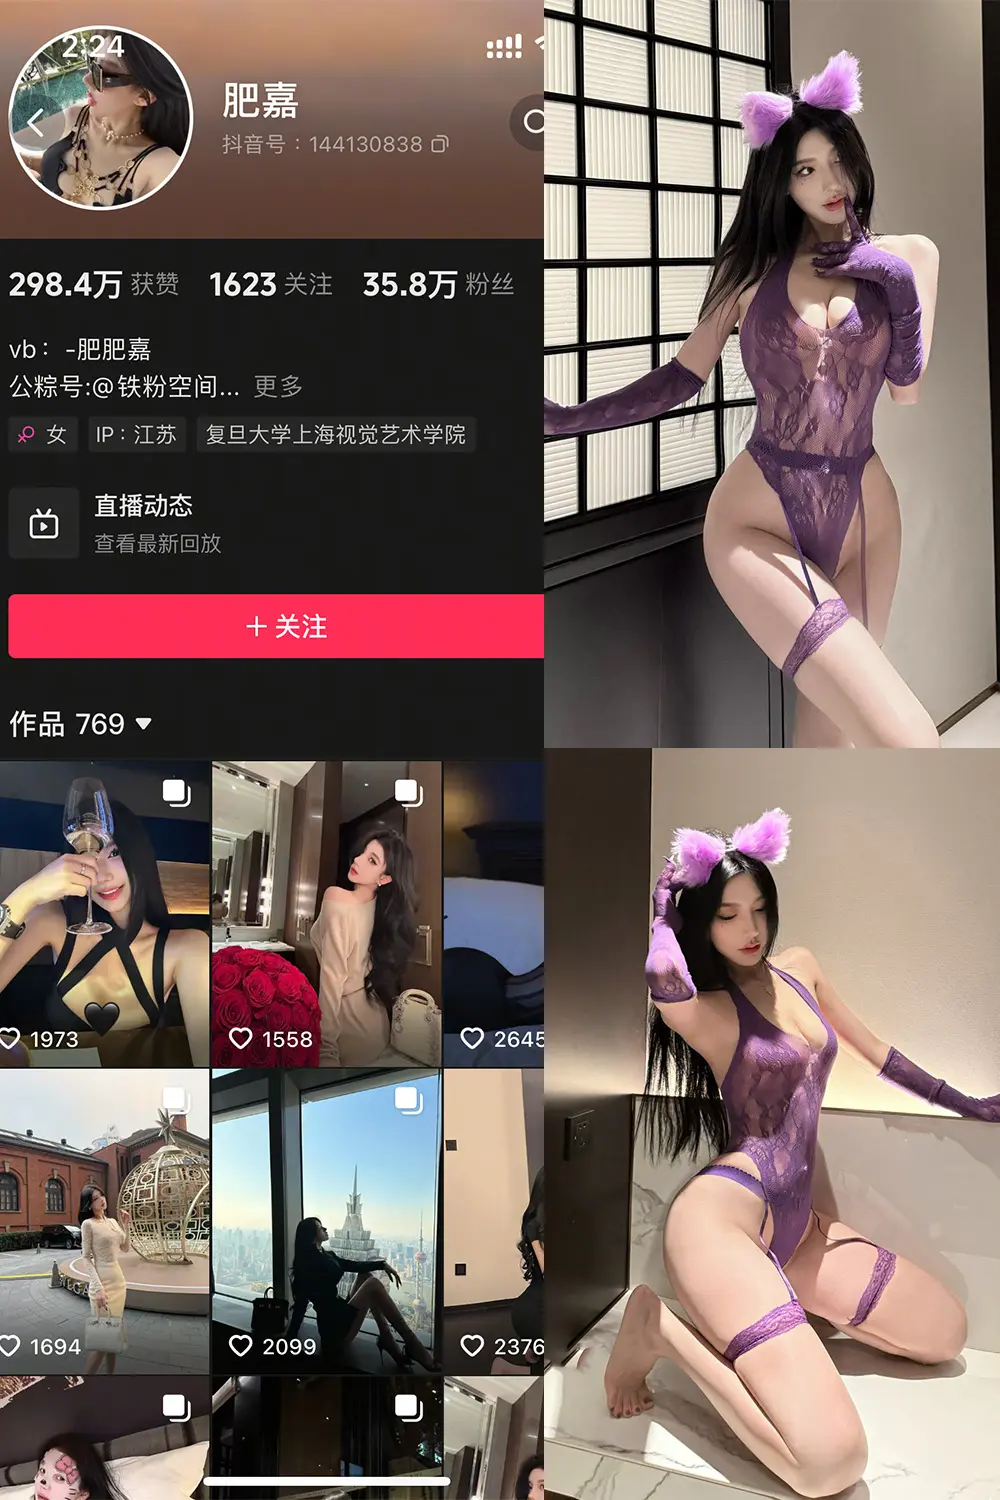 2:24
肥嘉
抖音号：144130838
298.4万 获赞 1623 关注 35.8万 粉丝
vb：-肥肥嘉
公粽号:@铁粉空间... 更多
女 IP：江苏 复旦大学上海视觉艺术学院
直播动态
查看最新回放
+ 关注
作品 769
1973 1558 2645
1694 2099 2376